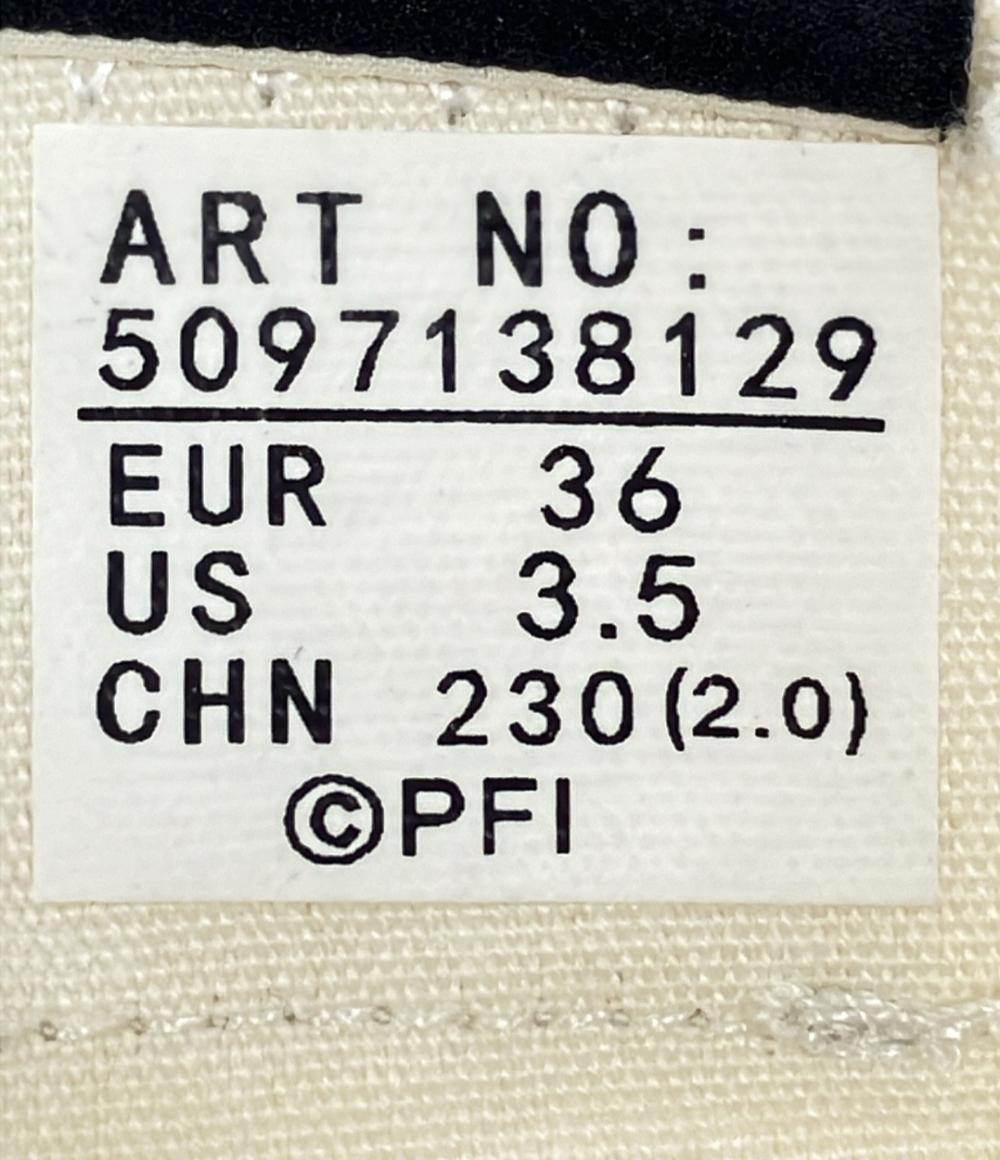 ART NO:
5097138129
EUR 36
US 3.5
CHN 230(2.0)
©PFI